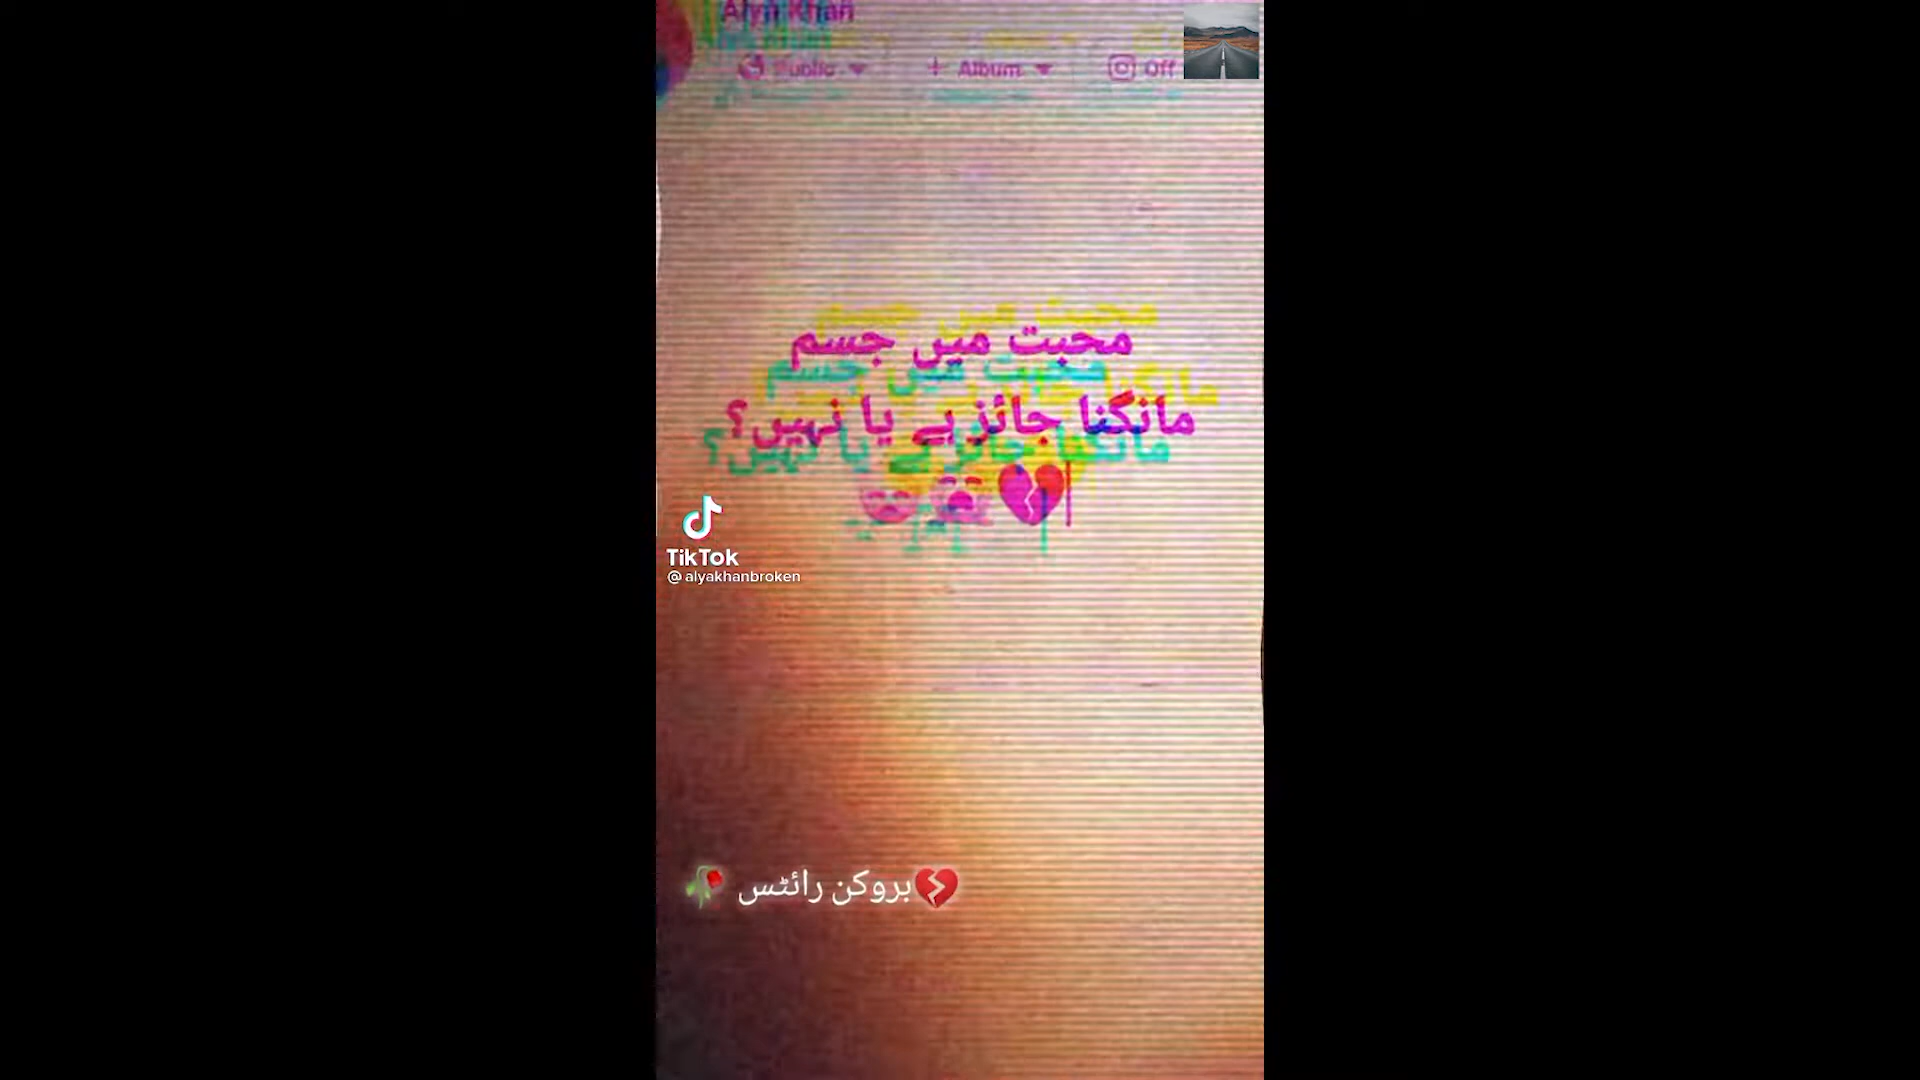 Alya Khan
Public
+ Album
Off
محبت میں جسم
مانگنا جائز ہے یا نہیں؟
💔
TikTok
@alyakhanbroken
💔بروکن رائٹس 🥀